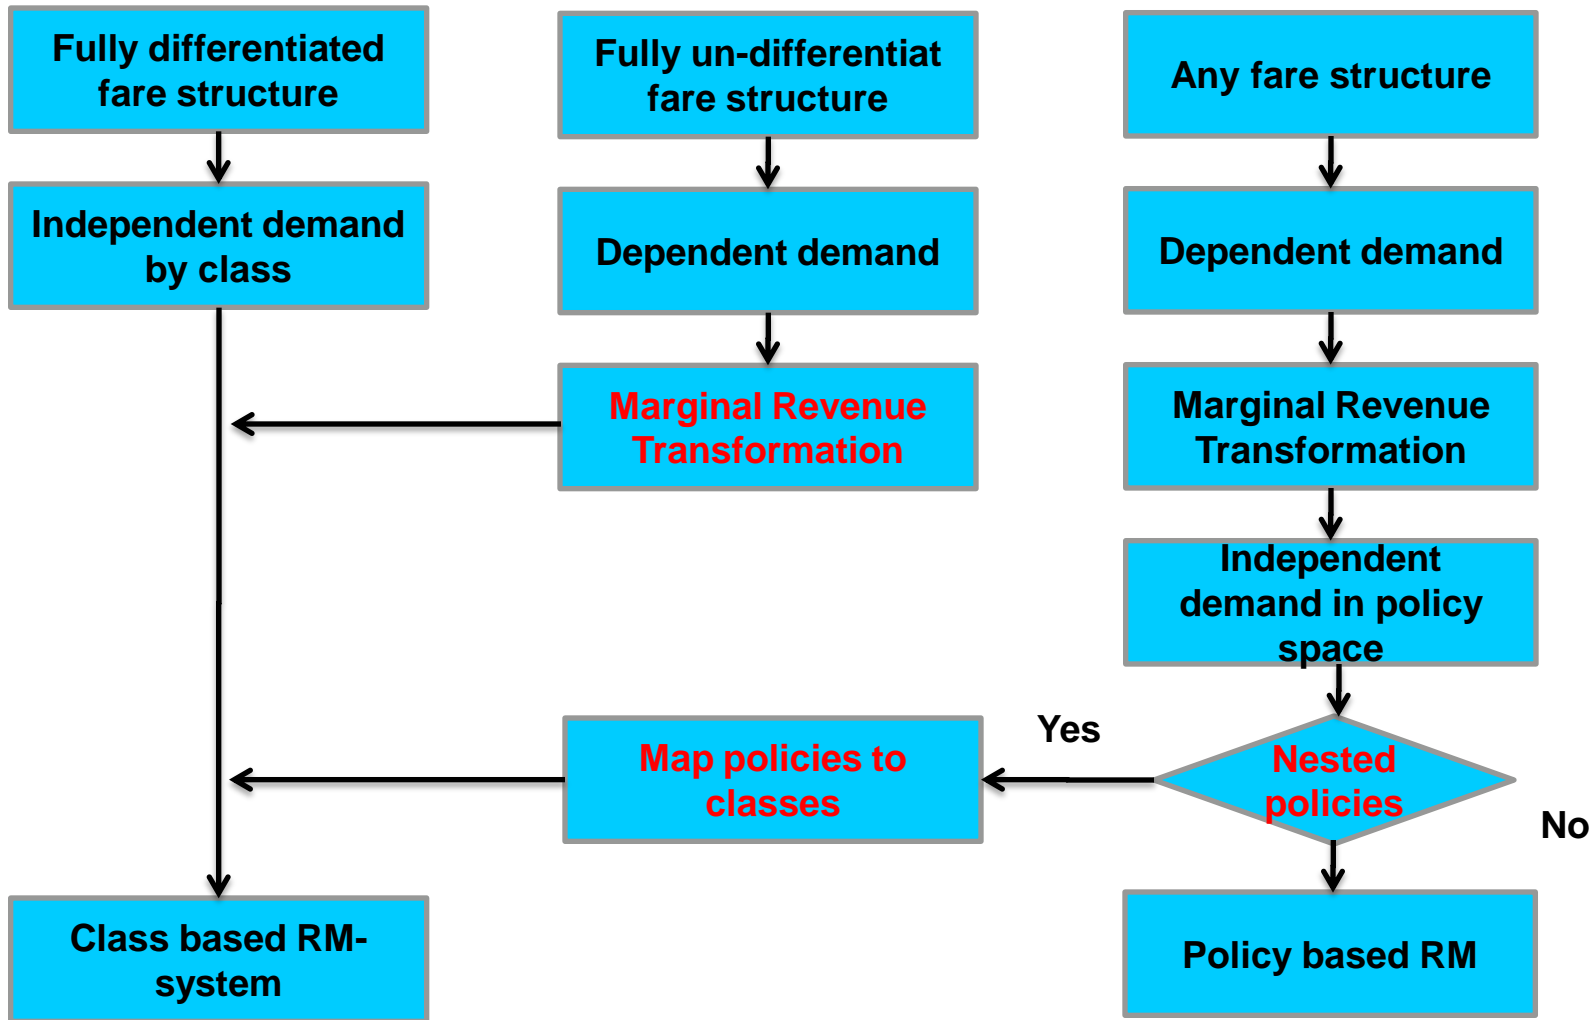 Fully differentiated
fare structure
Fully un-differentiat
fare structure
Any fare structure
Independent demand
by class
Dependent demand
Dependent demand
Marginal Revenue
Transformation
Marginal Revenue
Transformation
Independent
demand in policy
space
Yes
Map policies to
classes
Nested
policies
No
Class based RM-
system
Policy based RM